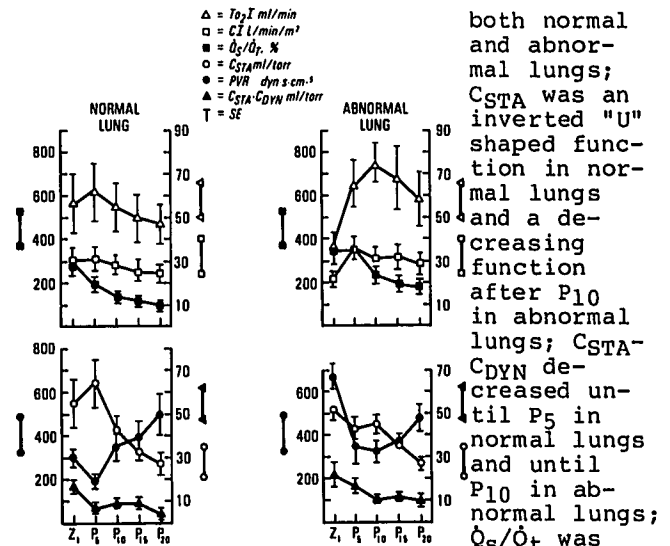 △ = To₂I ml/min
□ = CI l/min/m²
■ = Q̇s/Q̇т. %
○ = CSTA ml/torr
● = PVR dyn·s·cm-⁵
▲ = CSTA-CDYN ml/torr
T = SE
NORMAL
LUNG
ABNORMAL
LUNG
800
600
400
200
90
70
50
30
10
800
600
400
200
90
70
50
30
10
800
600
400
200
70
50
30
10
600
400
200
70
50
30
10
Z₁ P₅ P₁₀ P₁₅ P₂₀
Z₁ P₅ P₁₀ P₁₅ P₂₀
both normal
and abnor-
mal lungs;
CSTA was an
inverted "U"
shaped func-
tion in nor-
mal lungs
and a de-
creasing
function
after P10
in abnormal
lungs; CSTA-
CDYN de-
creased un-
til P5 in
normal lungs
and until
P10 in ab-
normal lungs;
Q̇s/Q̇t was